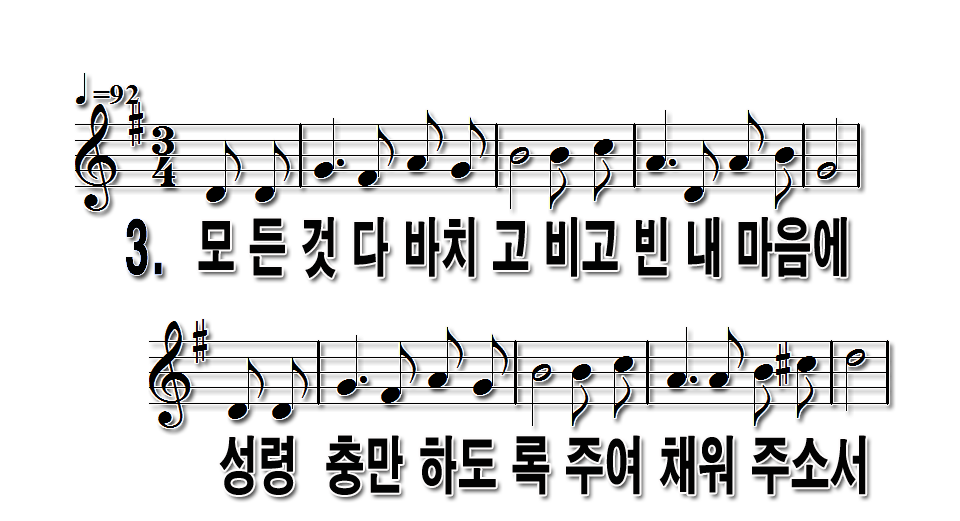 =92
3
4
3. 모 든 것 다 바치 고 비고 빈 내 마음에
성령 충만 하도 록 주여 채워 주소서